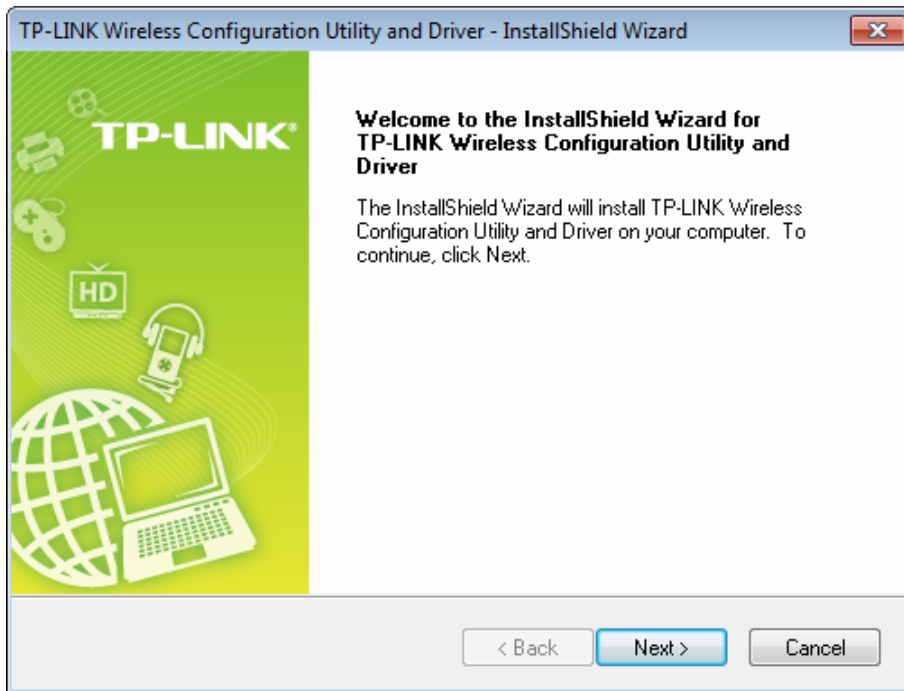 TP-LINK Wireless Configuration Utility and Driver - InstallShield Wizard
TP-LINK®
HD
Welcome to the InstallShield Wizard for
TP-LINK Wireless Configuration Utility and
Driver
The InstallShield Wizard will install TP-LINK Wireless
Configuration Utility and Driver on your computer. To
continue, click Next.
< Back
Next >
Cancel